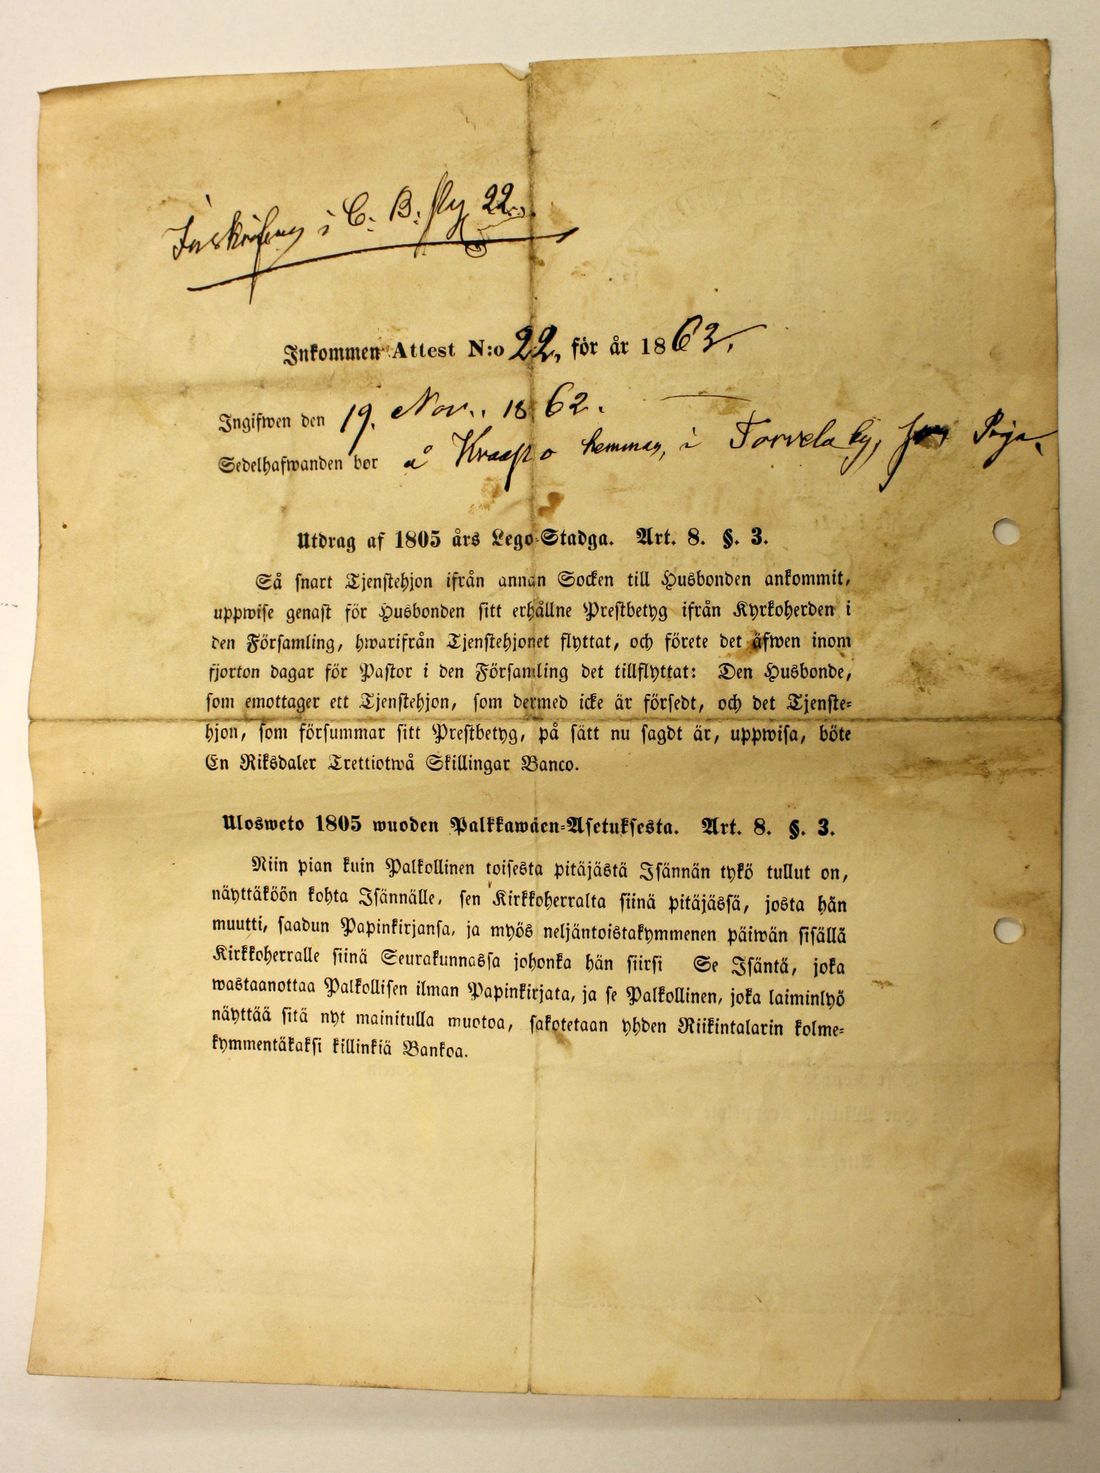 Inskrifven i C. B. 22
Inkommen Attest N:o 22, för år 1862.
Ingifwen den 19. Nov. 1862.
Sedelhafwanden bor å hemman, i Torvela by,
Utdrag af 1805 års Lego-Stadga. Art. 8. §. 3.
Så snart Tjenstehjon ifrån annan Socken till Husbonden ankommit,
uppwise genast för Husbonden sitt erhållne Prestbetyg ifrån Kyrkoherden i
den Församling, hwarifrån Tjenstehjonet flyttat, och förete det äfwen inom
fjorton dagar för Pastor i den Församling det tillflyttat: Den Husbonde,
som emottager ett Tjenstehjon, som dermed icke är försedt, och det Tjenste-
hjon, som försummar sitt Prestbetyg, på sätt nu sagdt är, uppwisa, böte
En Riksdaler Trettiotwå Skillingar Banco.
Ulosweto 1805 wuoden Palkkawäen-Asetuksesta. Art. 8. §. 3.
Niin pian kuin Palkollinen toisesta pitäjästä Isännän tykö tullut on,
näyttäköön kohta Isännälle, sen Kirkkoherralta siinä pitäjässä, josta hän
muutti, saadun Papinkirjansa, ja myös neljäntoistakymmenen päiwän sisällä
Kirkkoherralle siinä Seurakunnassa johonka hän siirsi Se Isäntä, joka
wastaanottaa Palkollisen ilman Papinkirjata, ja se Palkollinen, joka laiminlyö
näyttää sitä nyt mainitulla muotoa, sakotetaan yhden Riikintalarin kolme-
kymmentäkaksi killinkiä Bankoa.